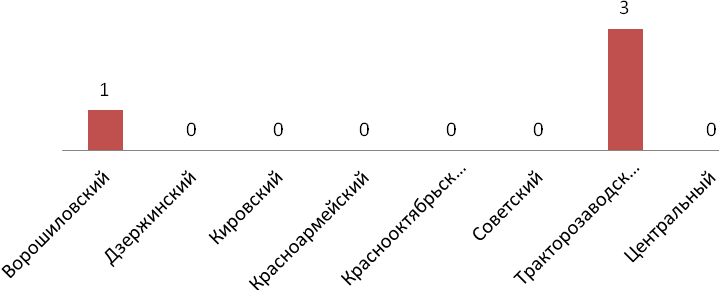 1
0
0
0
0
0
3
0
Ворошиловский
Дзержинский
Кировский
Красноармейский
Краснооктябрьск...
Советский
Тракторозаводск...
Центральный